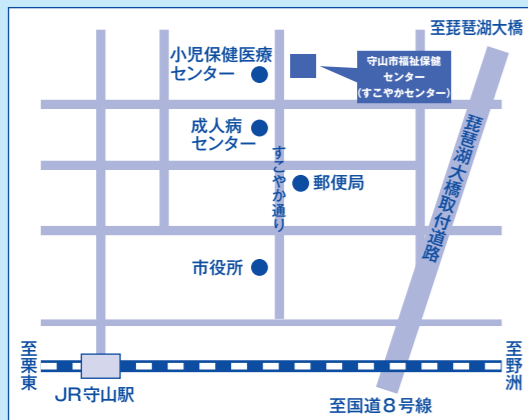 至琵琶湖大橋
小児保健医療
センター
守山市福祉保健
センター
(すこやかセンター)
成人病
センター
すこやか通り
郵便局
琵琶湖大橋取付道路
市役所
至栗東
JR守山駅
至野洲
至国道8号線